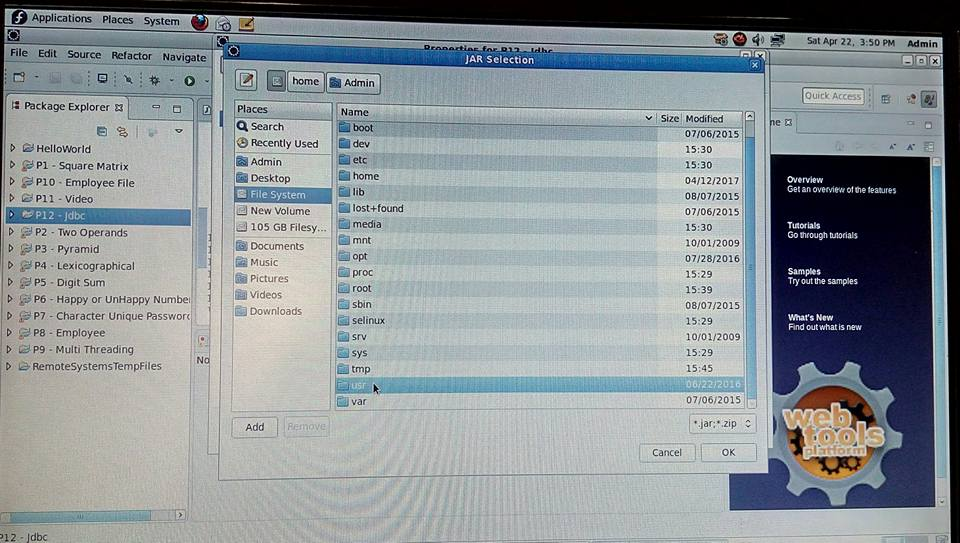 Applications Places System
Sat Apr 22, 3:50 PM Admin
Properties for P12 - Jdbc
JAR Selection
File Edit Source Refactor Navigate
Quick Access
Package Explorer
HelloWorld
P1 - Square Matrix
P10 - Employee File
P11 - Video
P12 - Jdbc
P2 - Two Operands
P3 - Pyramid
P4 - Lexicographical
P5 - Digit Sum
P6 - Happy or UnHappy Number
P7 - Character Unique Password
P8 - Employee
P9 - Multi Threading
RemoteSystemsTempFiles
home Admin
Places
Search
Recently Used
Admin
Desktop
File System
New Volume
105 GB Filesy...
Documents
Music
Pictures
Videos
Downloads
Add Remove
Name Size Modified
boot 07/06/2015
dev 15:30
etc 15:30
home 04/12/2017
lib 08/07/2015
lost+found 07/06/2015
media 15:30
mnt 10/01/2009
opt 07/28/2016
proc 15:29
root 15:39
sbin 08/07/2015
selinux 15:29
srv 10/01/2009
sys 15:29
tmp 15:45
usr 06/22/2016
var 07/06/2015
*.jar;*.zip
Cancel OK
No
me
Overview
Get an overview of the features
Tutorials
Go through tutorials
Samples
Try out the samples
What's New
Find out what is new
web
tools
platform
P12 - Jdbc